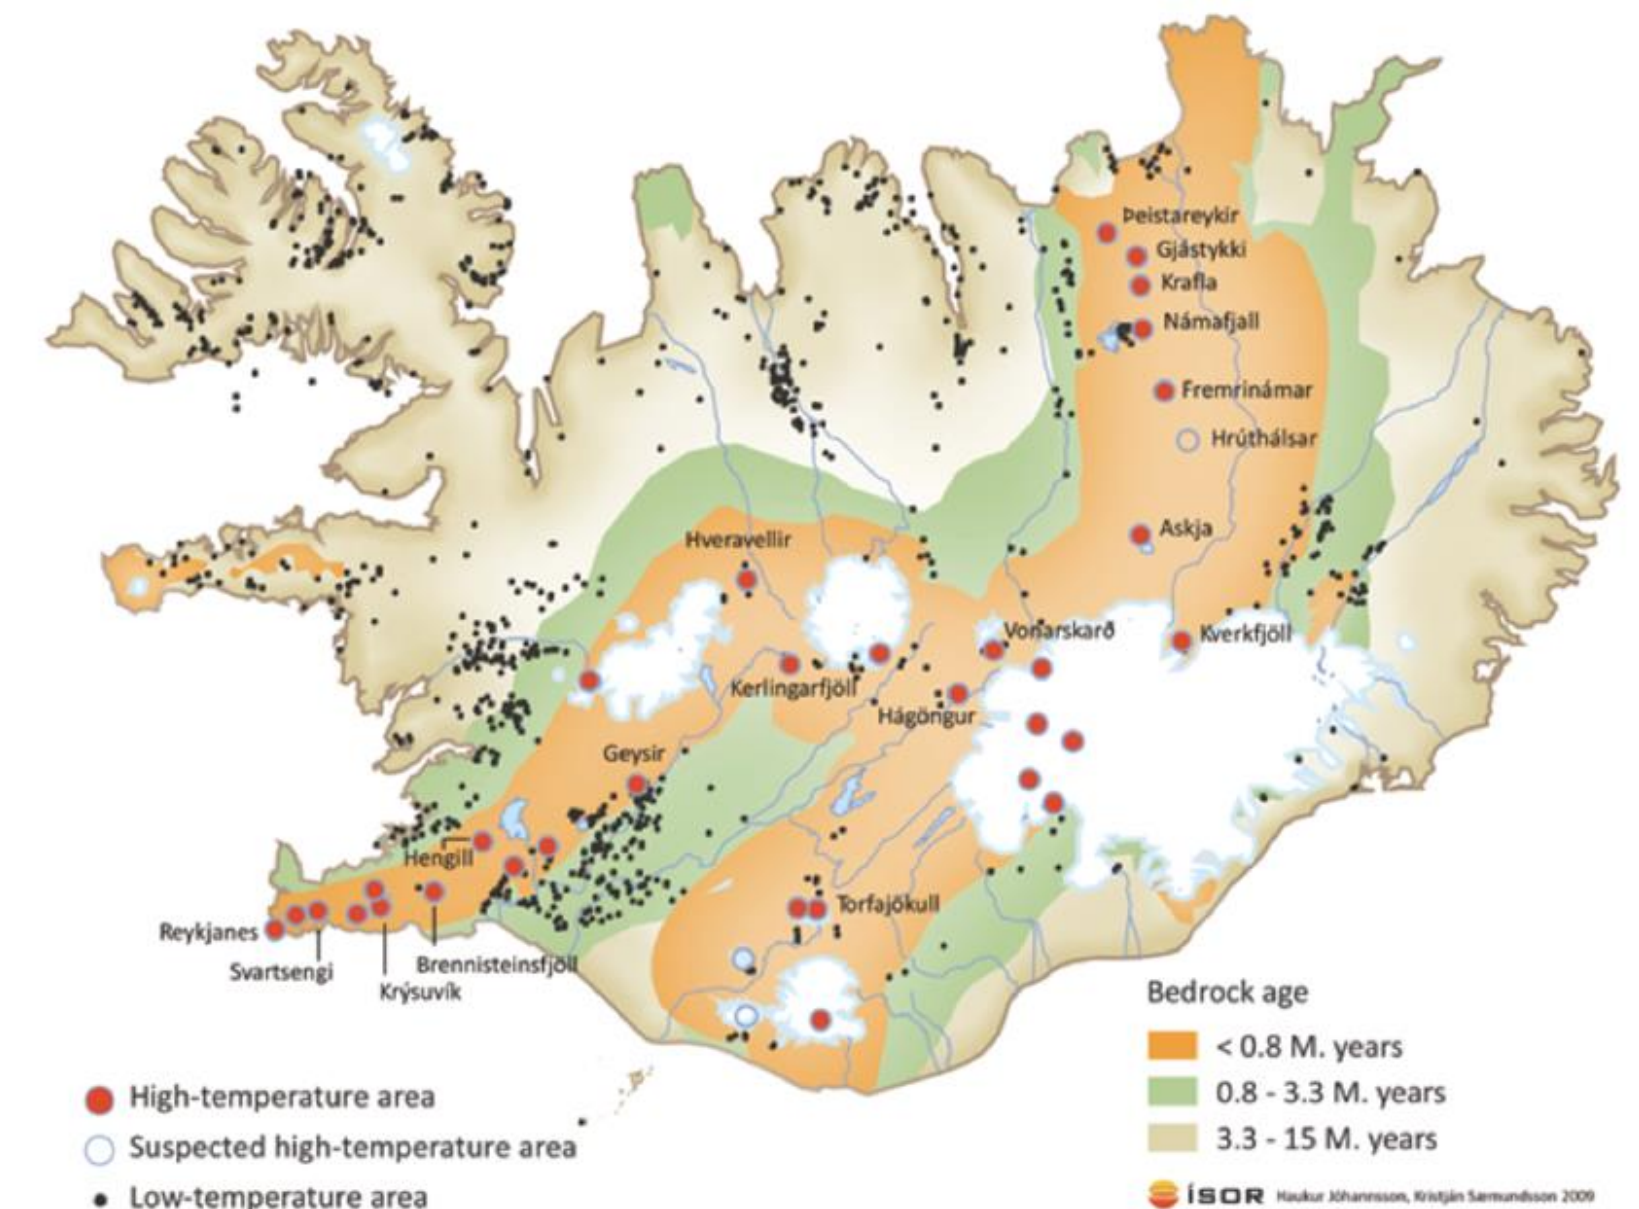 Þeistareykir
Gjástykki
Krafla
Námafjall
Fremrinámar
Hrúthálsar
Askja
Hveravellir
Vonarskarð
Kverkfjöll
Kerlingarfjöll
Hágöngur
Geysir
Hengill
Torfajökull
Reykjanes
Svartsengi
Brennisteinsfjöll
Krýsuvík
High-temperature area
Suspected high-temperature area
Low-temperature area
Bedrock age
< 0.8 M. years
0.8 - 3.3 M. years
3.3 - 15 M. years
ÍSOR Haukur Jóhannsson, Kristján Sæmundsson 2009